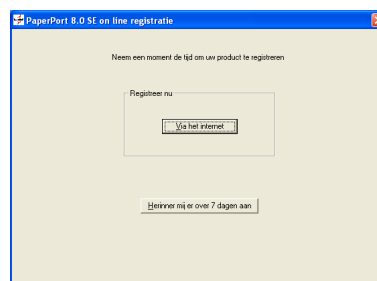 PaperPort 8.0 SE on line registratie
Neem een moment de tijd om uw product te registreren
Registreer nu
Via het internet
Herinner mij er over 7 dagen aan